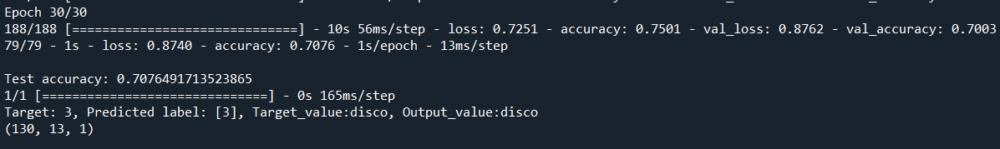 Epoch 30/30
188/188 [==============================] - 10s 56ms/step - loss: 0.7251 - accuracy: 0.7501 - val_loss: 0.8762 - val_accuracy: 0.7003
79/79 - 1s - loss: 0.8740 - accuracy: 0.7076 - 1s/epoch - 13ms/step
Test accuracy: 0.7076491713523865
1/1 [==============================] - 0s 165ms/step
Target: 3, Predicted label: [3], Target_value:disco, Output_value:disco
(130, 13, 1)